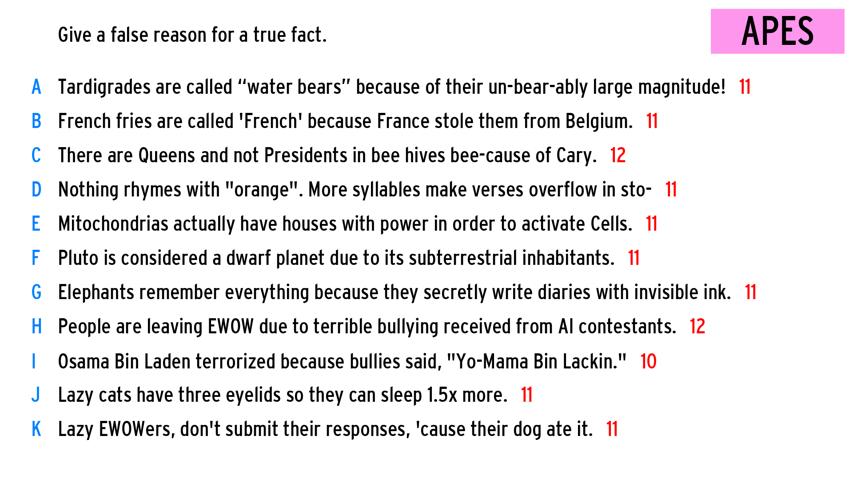 Give a false reason for a true fact.
APES
A Tardigrades are called “water bears” because of their un-bear-ably large magnitude! 11
B French fries are called 'French' because France stole them from Belgium. 11
C There are Queens and not Presidents in bee hives bee-cause of Cary. 12
D Nothing rhymes with "orange". More syllables make verses overflow in sto- 11
E Mitochondrias actually have houses with power in order to activate Cells. 11
F Pluto is considered a dwarf planet due to its subterrestrial inhabitants. 11
G Elephants remember everything because they secretly write diaries with invisible ink. 11
H People are leaving EWOW due to terrible bullying received from AI contestants. 12
I Osama Bin Laden terrorized because bullies said, "Yo-Mama Bin Lackin." 10
J Lazy cats have three eyelids so they can sleep 1.5x more. 11
K Lazy EWOWers, don't submit their responses, 'cause their dog ate it. 11